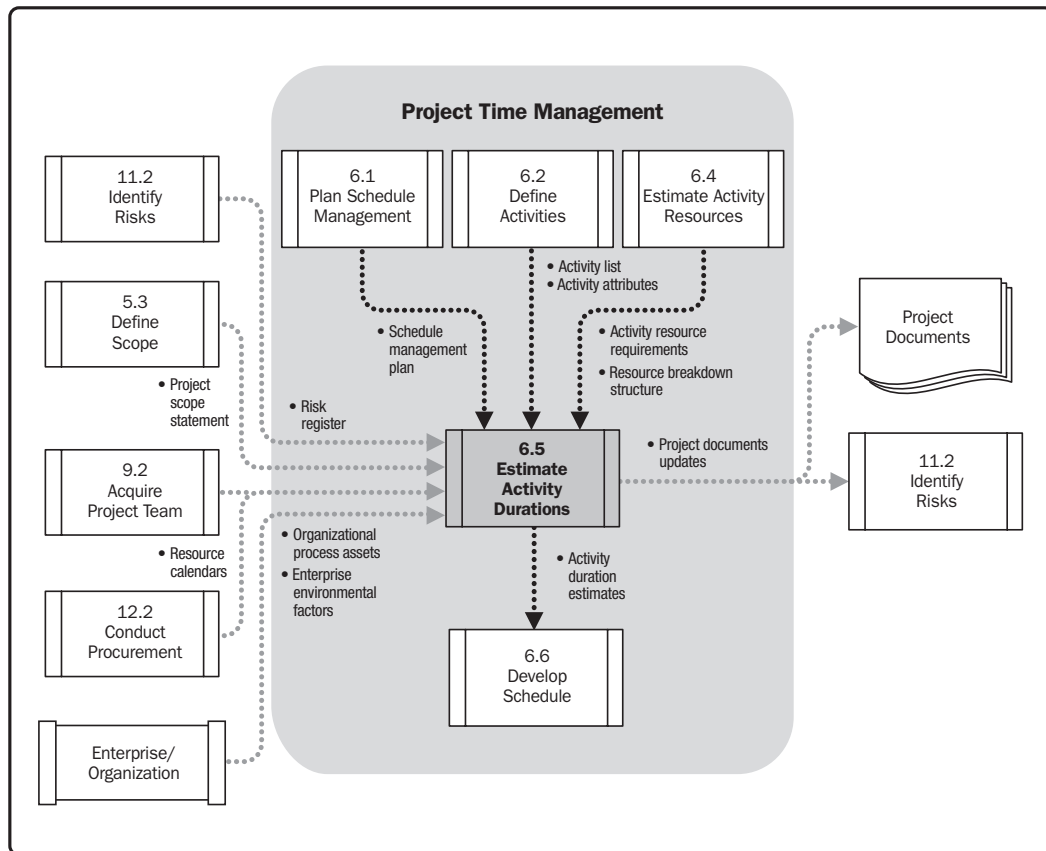 Project Time Management
11.2
Identify
Risks
6.1
Plan Schedule
Management
6.2
Define
Activities
6.4
Estimate Activity
Resources
• Activity list
• Activity attributes
5.3
Define
Scope
• Schedule
management
plan
• Activity resource
requirements
• Resource breakdown
structure
Project
Documents
• Project
scope
statement
• Risk
register
6.5
Estimate
Activity
Durations
• Project documents
updates
11.2
Identify
Risks
9.2
Acquire
Project Team
• Resource
calendars
• Organizational
process assets
• Enterprise
environmental
factors
• Activity
duration
estimates
12.2
Conduct
Procurement
6.6
Develop
Schedule
Enterprise/
Organization